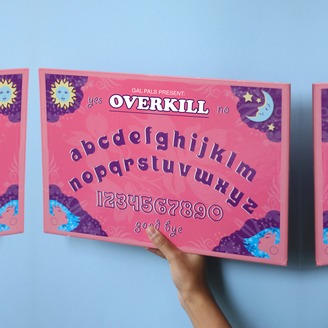 GAL PALS PRESENT:
yes OVERKILL no
abcdefghijklm
nopqrstuvwxyz
1234567890
good bye